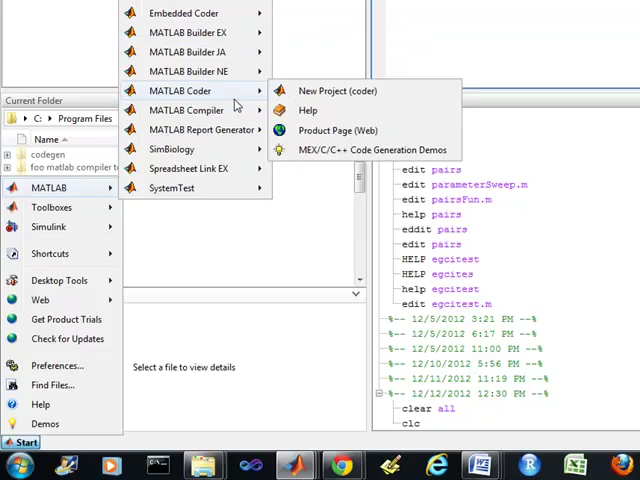 Embedded Coder
MATLAB Builder EX
MATLAB Builder JA
MATLAB Builder NE
MATLAB Coder
MATLAB Compiler
MATLAB Report Generator
SimBiology
Spreadsheet Link EX
SystemTest
New Project (coder)
Help
Product Page (Web)
MEX/C/C++ Code Generation Demos
Current Folder
C: Program Files
Name
codegen
foo matlab compiler t
MATLAB
Toolboxes
Simulink
Shortcuts
Desktop Tools
Web
Get Product Trials
Check for Updates
Preferences...
Find Files...
Help
Demos
Start
Select a file to view details
edit pairs
edit parameterSweep.m
edit pairsFun.m
help pairs
eddit pairs
edit pairs
HELP egcitest
HELP egcites
help egcitest
edit egcitest.m
%-- 12/5/2012 3:21 PM --%
%-- 12/5/2012 6:17 PM --%
%-- 12/5/2012 11:00 PM --%
%-- 12/10/2012 5:56 PM --%
%-- 12/11/2012 11:19 PM --%
%-- 12/12/2012 12:30 PM --%
clear all
clc